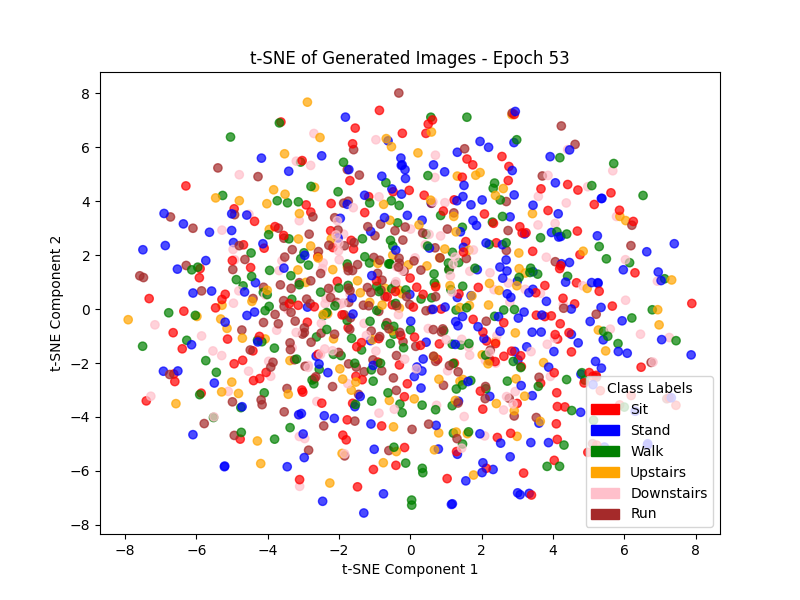 t-SNE of Generated Images - Epoch 53
8
6
4
2
0
−2
−4
−6
−8
t-SNE Component 2
Class Labels
Sit
Stand
Walk
Upstairs
Downstairs
Run
−8 −6 −4 −2 0 2 4 6 8
t-SNE Component 1